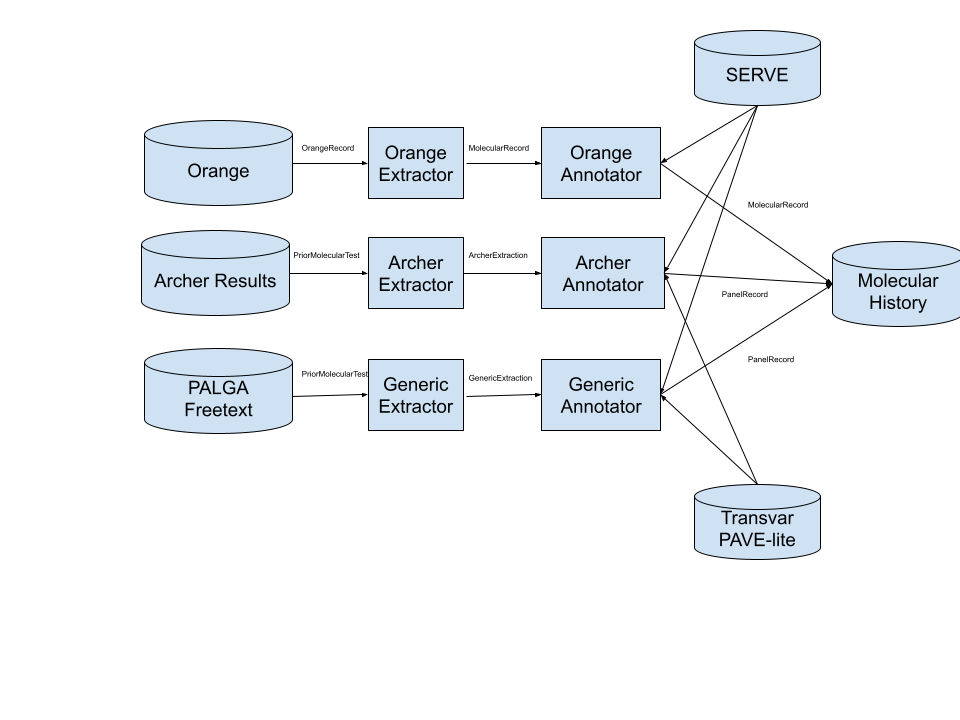 SERVE
OrangeRecord
MolecularRecord
Orange
Orange
Extractor
Orange
Annotator
MolecularRecord
PriorMolecularTest
ArcherExtraction
Archer Results
Archer
Extractor
Archer
Annotator
Molecular
History
PanelRecord
PanelRecord
PriorMolecularTest
GenericExtraction
PALGA
Freetext
Generic
Extractor
Generic
Annotator
Transvar
PAVE-lite